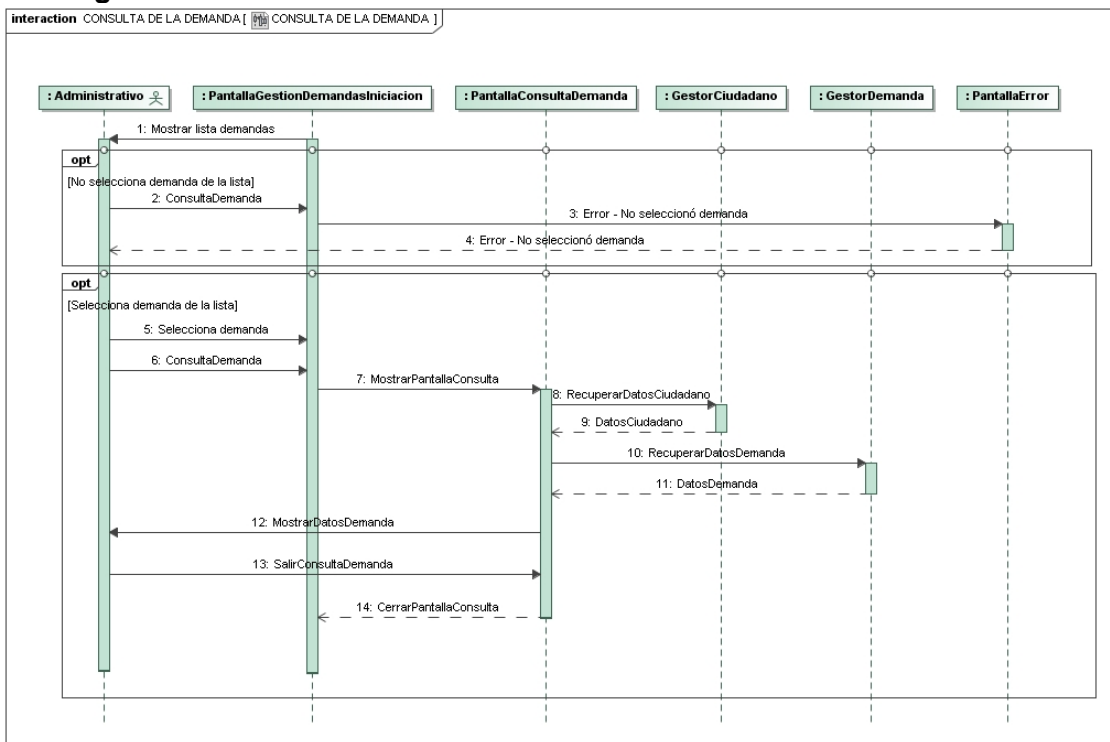 interaction CONSULTA DE LA DEMANDA [ CONSULTA DE LA DEMANDA ]
: Administrativo
: PantallaGestionDemandasIniciacion
: PantallaConsultaDemanda
: GestorCiudadano
: GestorDemanda
: PantallaError
1: Mostrar lista demandas
opt
[No selecciona demanda de la lista]
2: ConsultaDemanda
3: Error - No seleccionó demanda
4: Error - No seleccionó demanda
opt
[Selecciona demanda de la lista]
5: Selecciona demanda
6: ConsultaDemanda
7: MostrarPantallaConsulta
8: RecuperarDatosCiudadano
9: DatosCiudadano
10: RecuperarDatosDemanda
11: DatosDemanda
12: MostrarDatosDemanda
13: SalirConsultaDemanda
14: CerrarPantallaConsulta